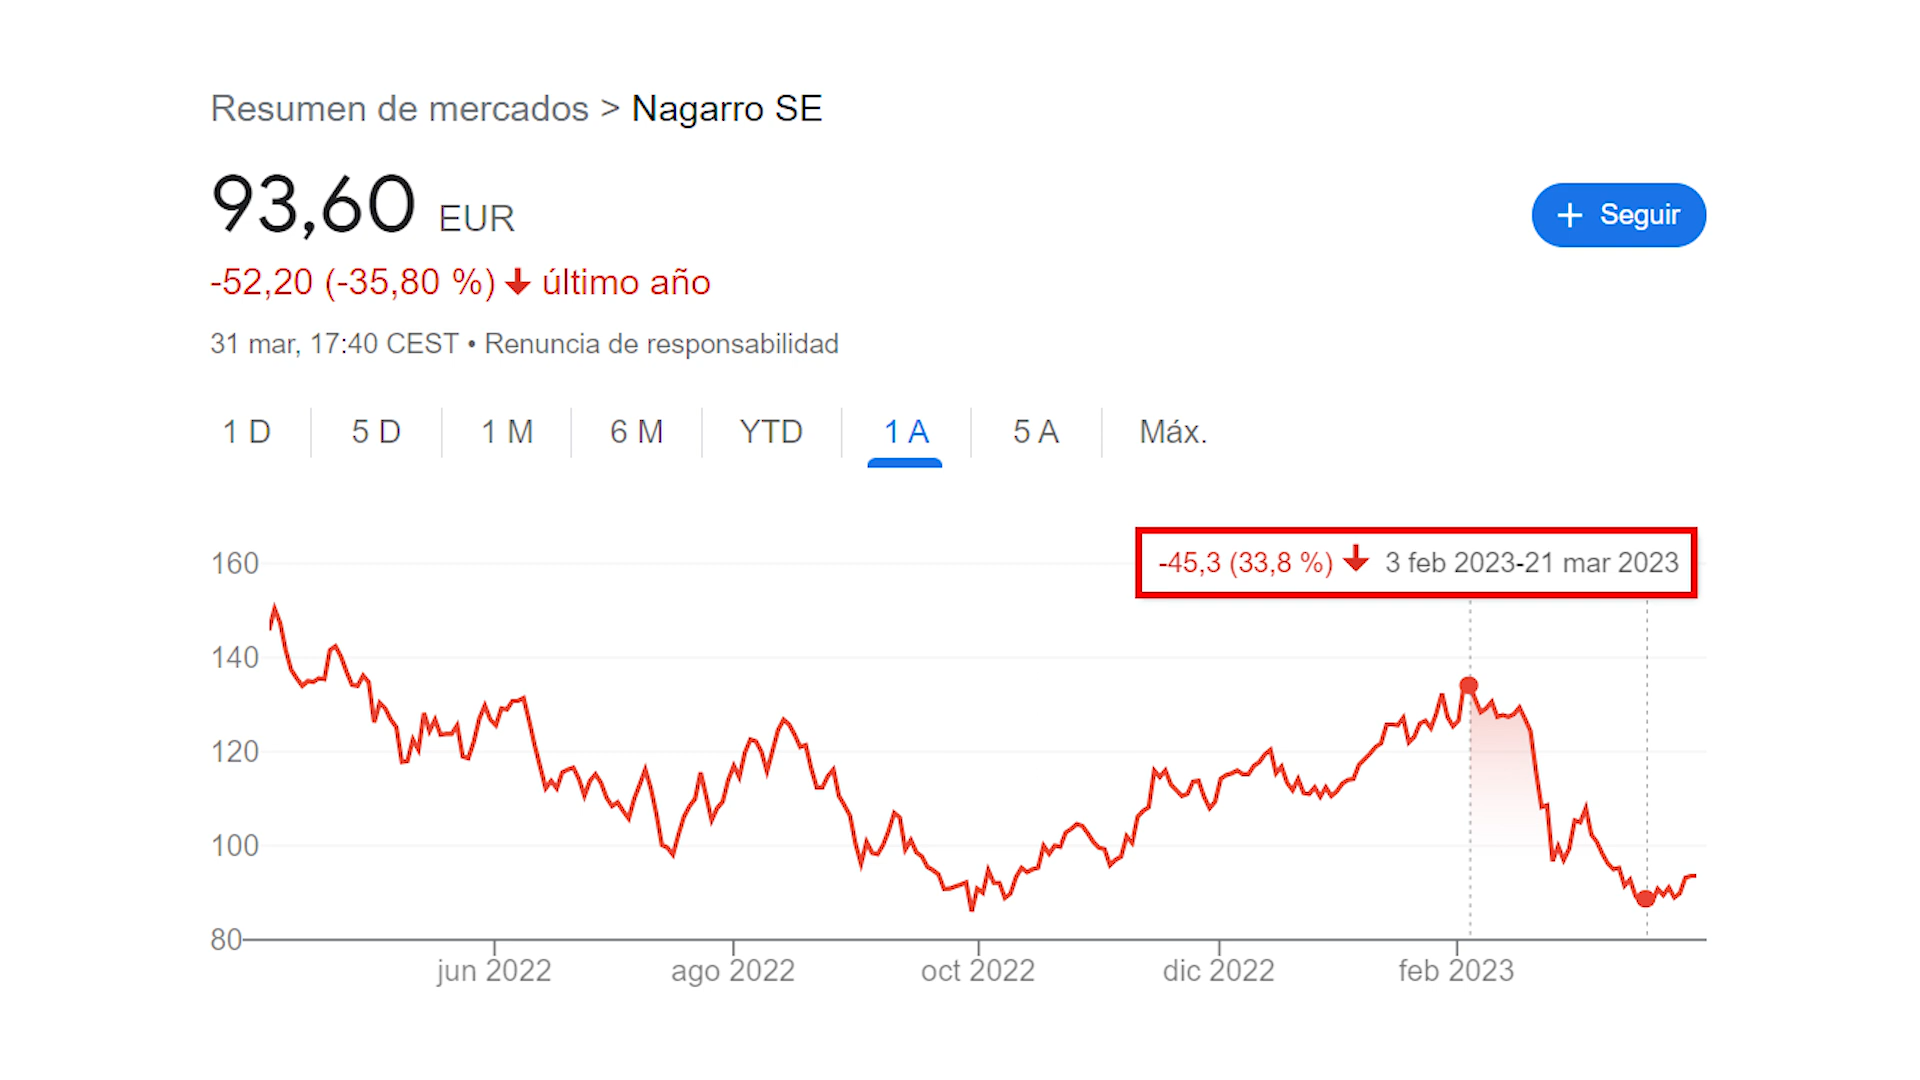 Resumen de mercados > Nagarro SE
93,60 EUR
+ Seguir
-52,20 (-35,80 %) ↓ último año
31 mar, 17:40 CEST • Renuncia de responsabilidad
1 D 5 D 1 M 6 M YTD 1 A 5 A Máx.
-45,3 (33,8 %) ↓ 3 feb 2023-21 mar 2023
160
140
120
100
80
jun 2022 ago 2022 oct 2022 dic 2022 feb 2023